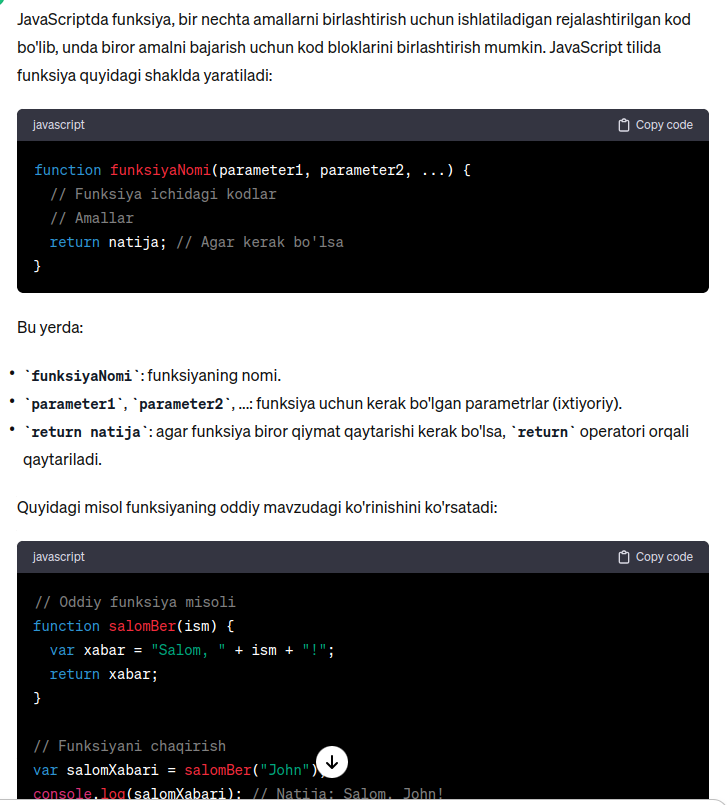 JavaScriptda funksiya, bir nechta amallarni birlashtirish uchun ishlatiladigan rejalashtirilgan kod
bo'lib, unda biror amalni bajarish uchun kod bloklarini birlashtirish mumkin. JavaScript tilida
funksiya quyidagi shaklda yaratiladi:
javascript Copy code
function funksiyaNomi(parameter1, parameter2, ...) {
  // Funksiya ichidagi kodlar
  // Amallar
  return natija; // Agar kerak bo'lsa
}
Bu yerda:
• `funksiyaNomi`: funksiyaning nomi.
• `parameter1`, `parameter2`, ...: funksiya uchun kerak bo'lgan parametrlar (ixtiyoriy).
• `return natija`: agar funksiya biror qiymat qaytarishi kerak bo'lsa, `return` operatori orqali
qaytariladi.
Quyidagi misol funksiyaning oddiy mavzudagi ko'rinishini ko'rsatadi:
javascript Copy code
// Oddiy funksiya misoli
function salomBer(ism) {
  var xabar = "Salom, " + ism + "!";
  return xabar;
}
// Funksiyani chaqirish
var salomXabari = salomBer("John");
console.log(salomXabari); // Natija: Salom, John!